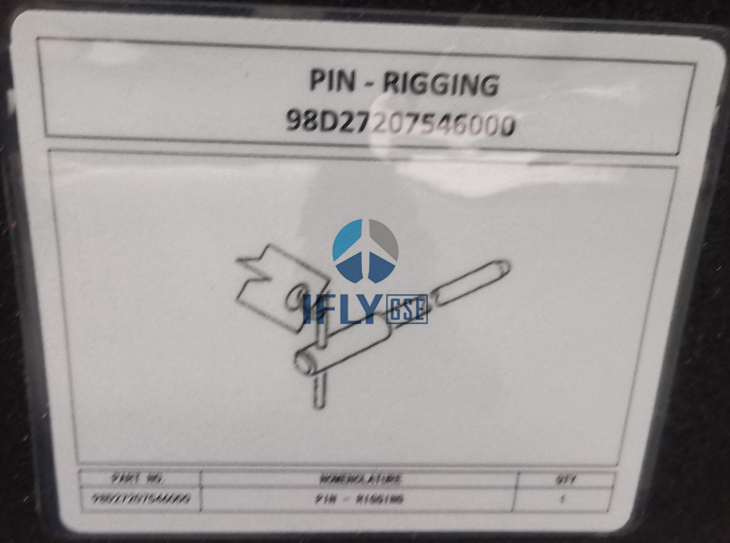 PIN - RIGGING
98D27207546000
IFLY GSE
PART NO. NOMENCLATURE QTY
98D27207546000 PIN - RIGGING 1